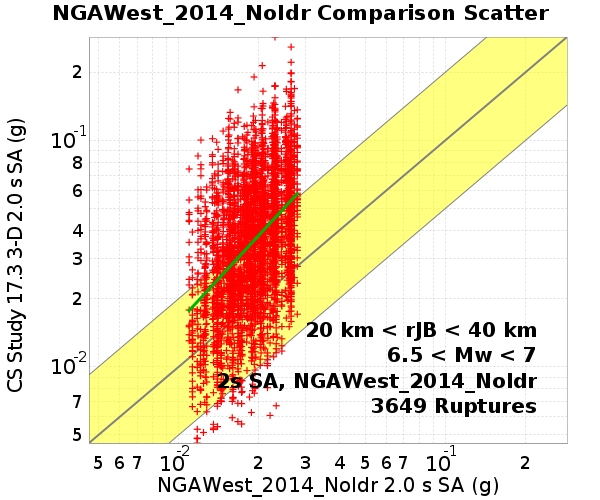 NGAWest_2014_NoIdr Comparison Scatter
CS Study 17.3 3-D 2.0 s SA (g)
2
10-1
8
6
4
3
2
10-2
7
5
20 km < rJB < 40 km
6.5 < Mw < 7
2s SA, NGAWest_2014_NoIdr
3649 Ruptures
5 6 7 10-2 2 3 4 5 6 7 10-1 2
NGAWest_2014_NoIdr 2.0 s SA (g)